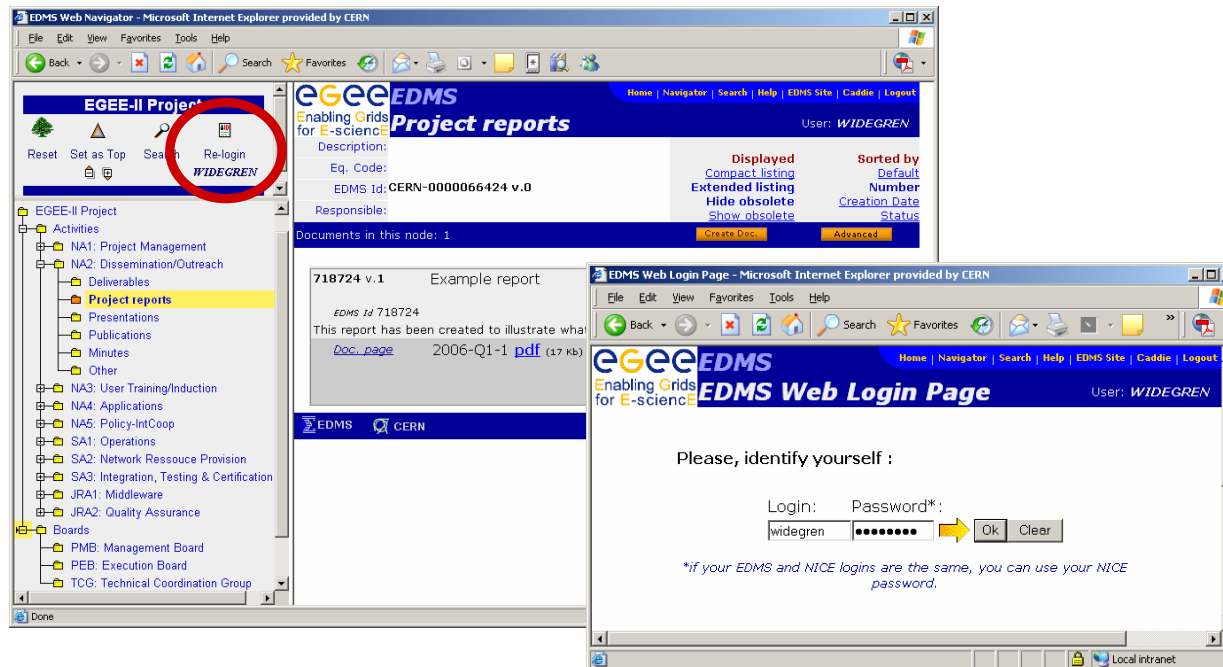 EDMS Web Navigator - Microsoft Internet Explorer provided by CERN
File Edit View Favorites Tools Help
Back Search Favorites
EGEE-II Project
Reset Set as Top Search Re-login
WIDEGREN
EGEE-II Project
Activities
NA1: Project Management
NA2: Dissemination/Outreach
Deliverables
Project reports
Presentations
Publications
Minutes
Other
NA3: User Training/Induction
NA4: Applications
NA5: Policy-IntCoop
SA1: Operations
SA2: Network Ressouce Provision
SA3: Integration, Testing & Certification
JRA1: Middleware
JRA2: Quality Assurance
Boards
PMB: Management Board
PEB: Execution Board
TCG: Technical Coordination Group
Done
egee EDMS
Home | Navigator | Search | Help | EDMS Site | Caddie | Logout
Enabling Grids
for E-sciencE
Project reports
User: WIDEGREN
Description:
Eq. Code:
EDMS Id: CERN-0000066424 v.0
Responsible:
Displayed Sorted by
Compact listing Default
Extended listing Number
Hide obsolete Creation Date
Show obsolete Status
Documents in this node: 1
Create Doc. Advanced
718724 v.1 Example report
EDMS Id 718724
This report has been created to illustrate what
Doc. page 2006-Q1-1 pdf (17 Kb)
EDMS CERN
EDMS Web Login Page - Microsoft Internet Explorer provided by CERN
File Edit View Favorites Tools Help
Back Search Favorites »
egee EDMS
Home | Navigator | Search | Help | EDMS Site | Caddie | Logout
Enabling Grids
for E-sciencE
EDMS Web Login Page
User: WIDEGREN
Please, identify yourself :
Login: Password*:
widegren •••••••• Ok Clear
*if your EDMS and NICE logins are the same, you can use your NICE
password.
Local intranet